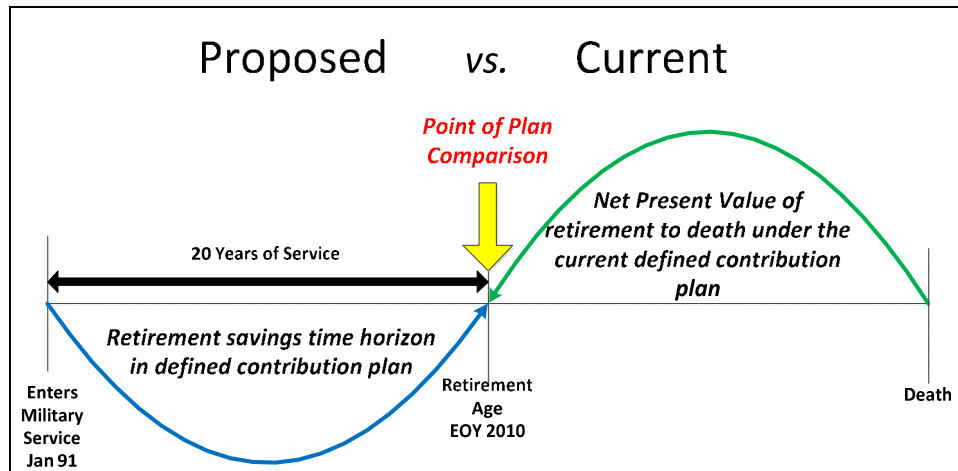 Proposed vs. Current
Point of Plan
Comparison
Net Present Value of
retirement to death under the
current defined contribution
plan
20 Years of Service
Retirement savings time horizon
in defined contribution plan
Enters
Military
Service
Jan 91
Retirement
Age
EOY 2010
Death